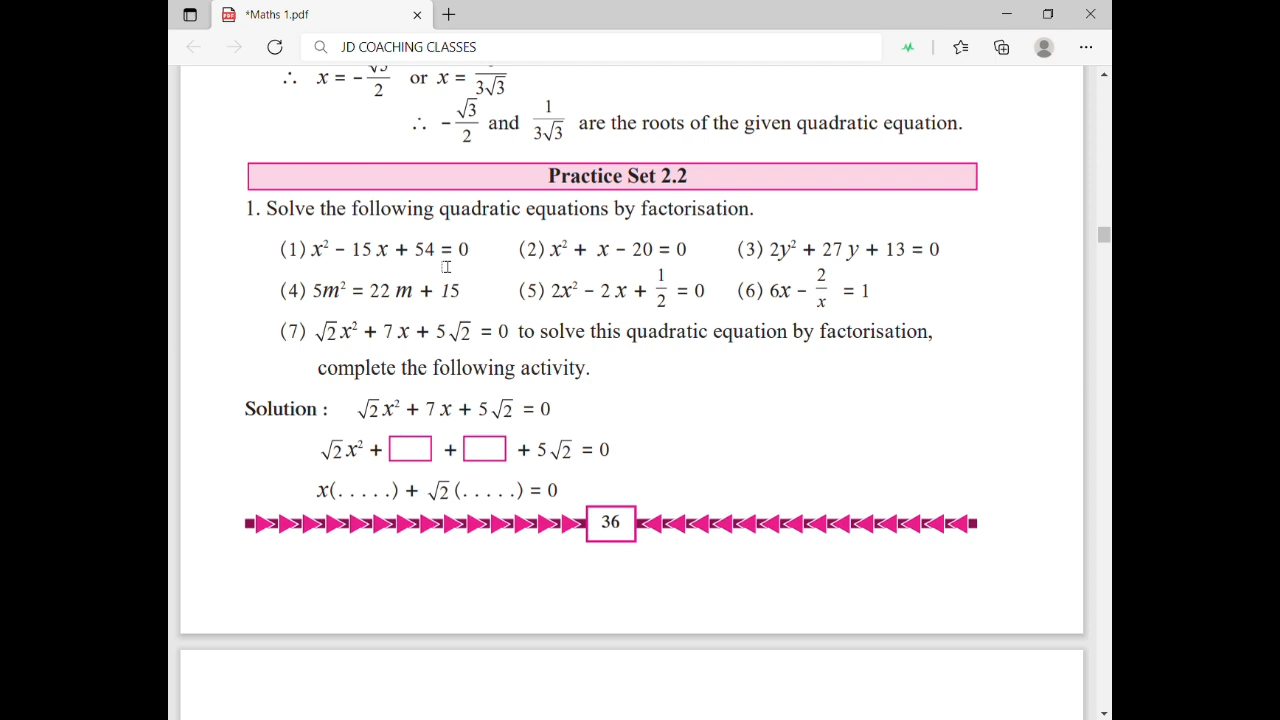 *Maths 1.pdf
JD COACHING CLASSES
∴ x = - √3/2 or x = 1/3√3
∴ - √3/2 and 1/3√3 are the roots of the given quadratic equation.
Practice Set 2.2
1. Solve the following quadratic equations by factorisation.
(1) x² - 15 x + 54 = 0 (2) x² + x - 20 = 0 (3) 2y² + 27 y + 13 = 0
(4) 5m² = 22 m + 15 (5) 2x² - 2 x + 1/2 = 0 (6) 6x - 2/x = 1
(7) √2 x² + 7 x + 5 √2 = 0 to solve this quadratic equation by factorisation,
complete the following activity.
Solution : √2 x² + 7 x + 5 √2 = 0
√2 x² + □ + □ + 5 √2 = 0
x(. . . . .) + √2 (. . . . .) = 0
36